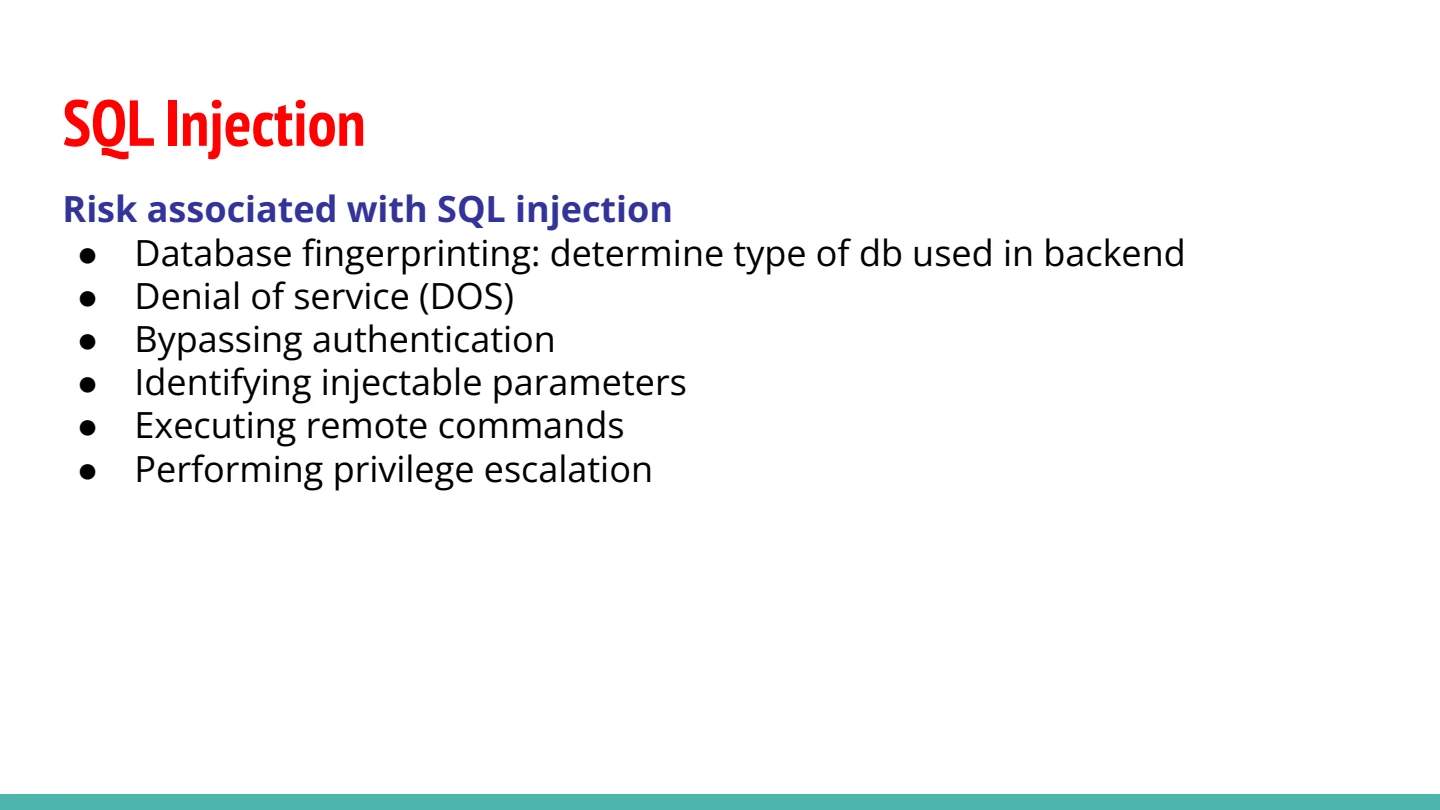 SQL Injection
Risk associated with SQL injection
● Database fingerprinting: determine type of db used in backend
● Denial of service (DOS)
● Bypassing authentication
● Identifying injectable parameters
● Executing remote commands
● Performing privilege escalation